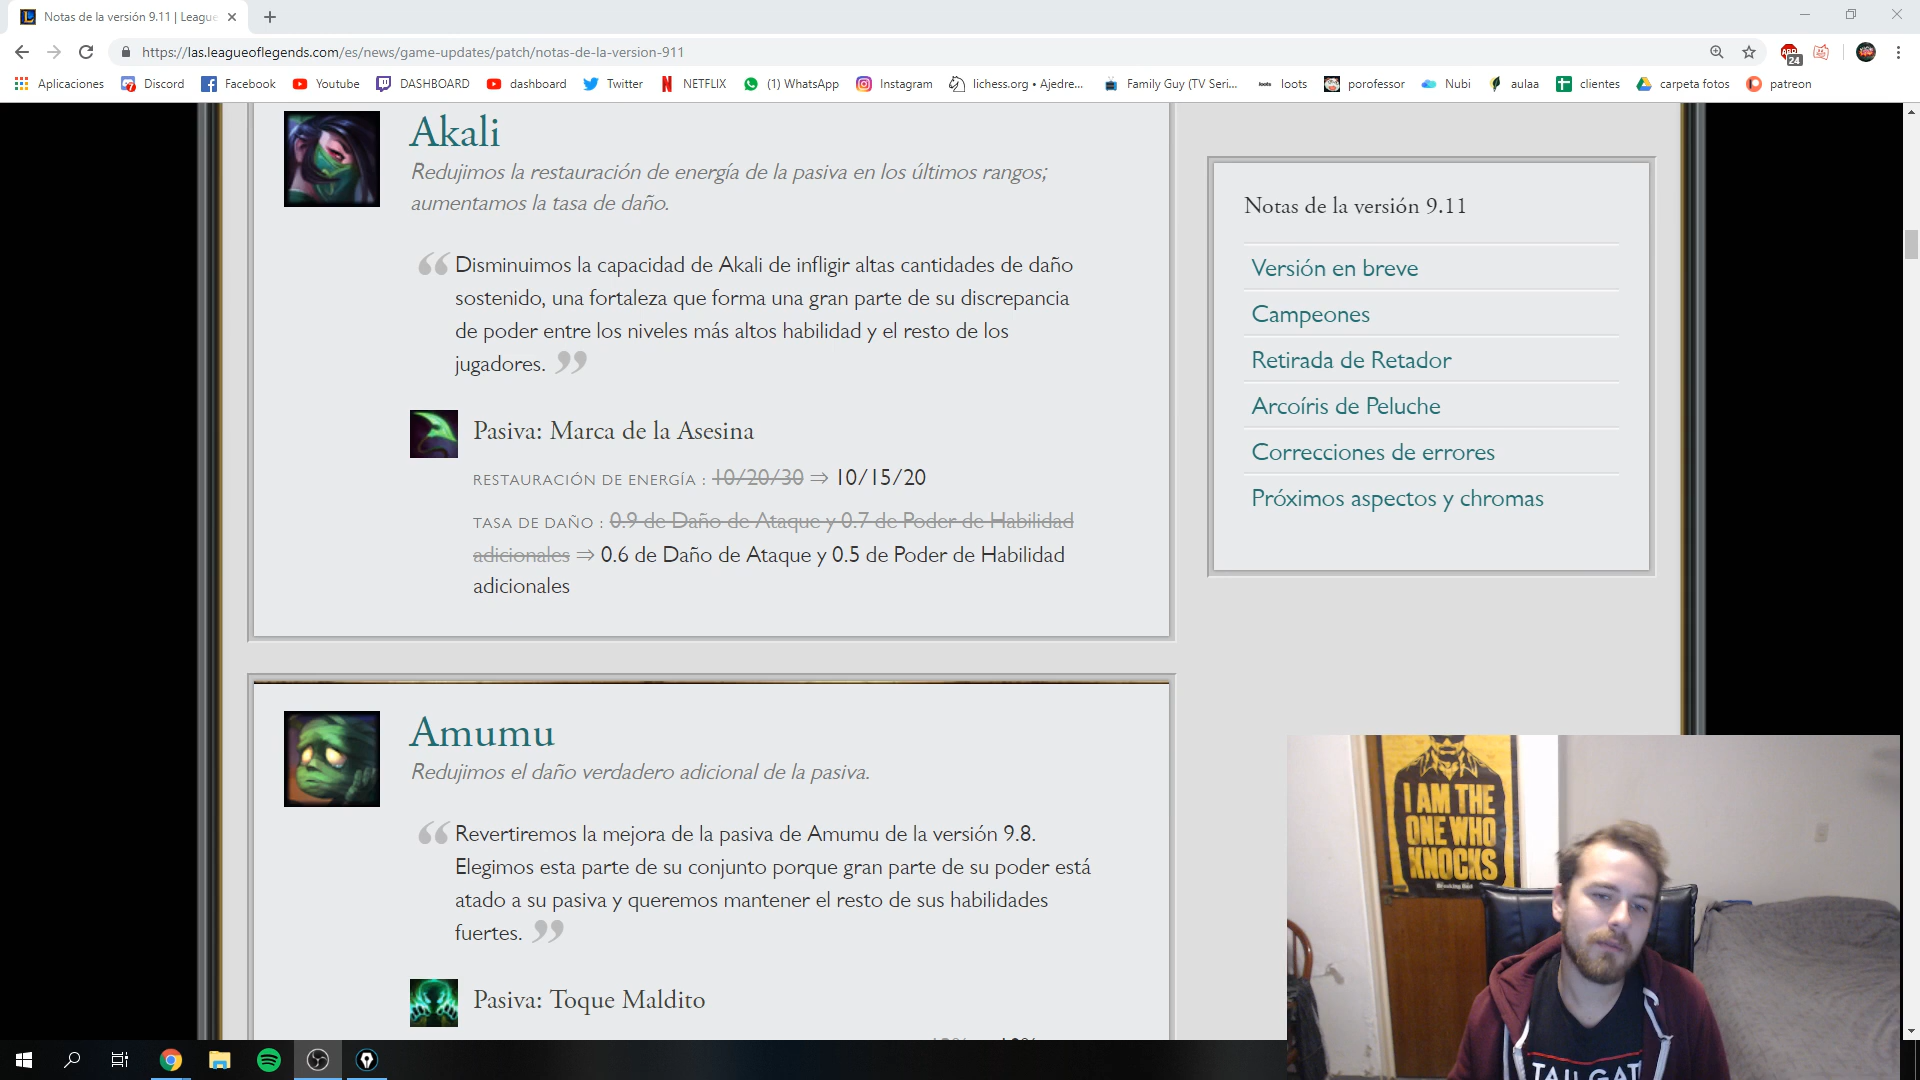 Notas de la versión 9.11 | League
https://las.leagueoflegends.com/es/news/game-updates/patch/notas-de-la-version-911
24
Aplicaciones
Discord
Facebook
Youtube
DASHBOARD
dashboard
Twitter
NETFLIX
(1) WhatsApp
Instagram
lichess.org • Ajedre...
Family Guy (TV Seri...
loots
loots
porofessor
Nubi
aulaa
clientes
carpeta fotos
patreon
Akali
Redujimos la restauración de energía de la pasiva en los últimos rangos;
aumentamos la tasa de daño.
“ Disminuimos la capacidad de Akali de infligir altas cantidades de daño
sostenido, una fortaleza que forma una gran parte de su discrepancia
de poder entre los niveles más altos habilidad y el resto de los
jugadores. ”
Pasiva: Marca de la Asesina
RESTAURACIÓN DE ENERGÍA : 10/20/30 ⇒ 10/15/20
TASA DE DAÑO : 0.9 de Daño de Ataque y 0.7 de Poder de Habilidad
adicionales ⇒ 0.6 de Daño de Ataque y 0.5 de Poder de Habilidad
adicionales
Amumu
Redujimos el daño verdadero adicional de la pasiva.
“ Revertiremos la mejora de la pasiva de Amumu de la versión 9.8.
Elegimos esta parte de su conjunto porque gran parte de su poder está
atado a su pasiva y queremos mantener el resto de sus habilidades
fuertes. ”
Pasiva: Toque Maldito
Notas de la versión 9.11
Versión en breve
Campeones
Retirada de Retador
Arcoíris de Peluche
Correcciones de errores
Próximos aspectos y chromas
I AM THE
ONE WHO
KNOCKS
Breaking Bad
TAILGAT